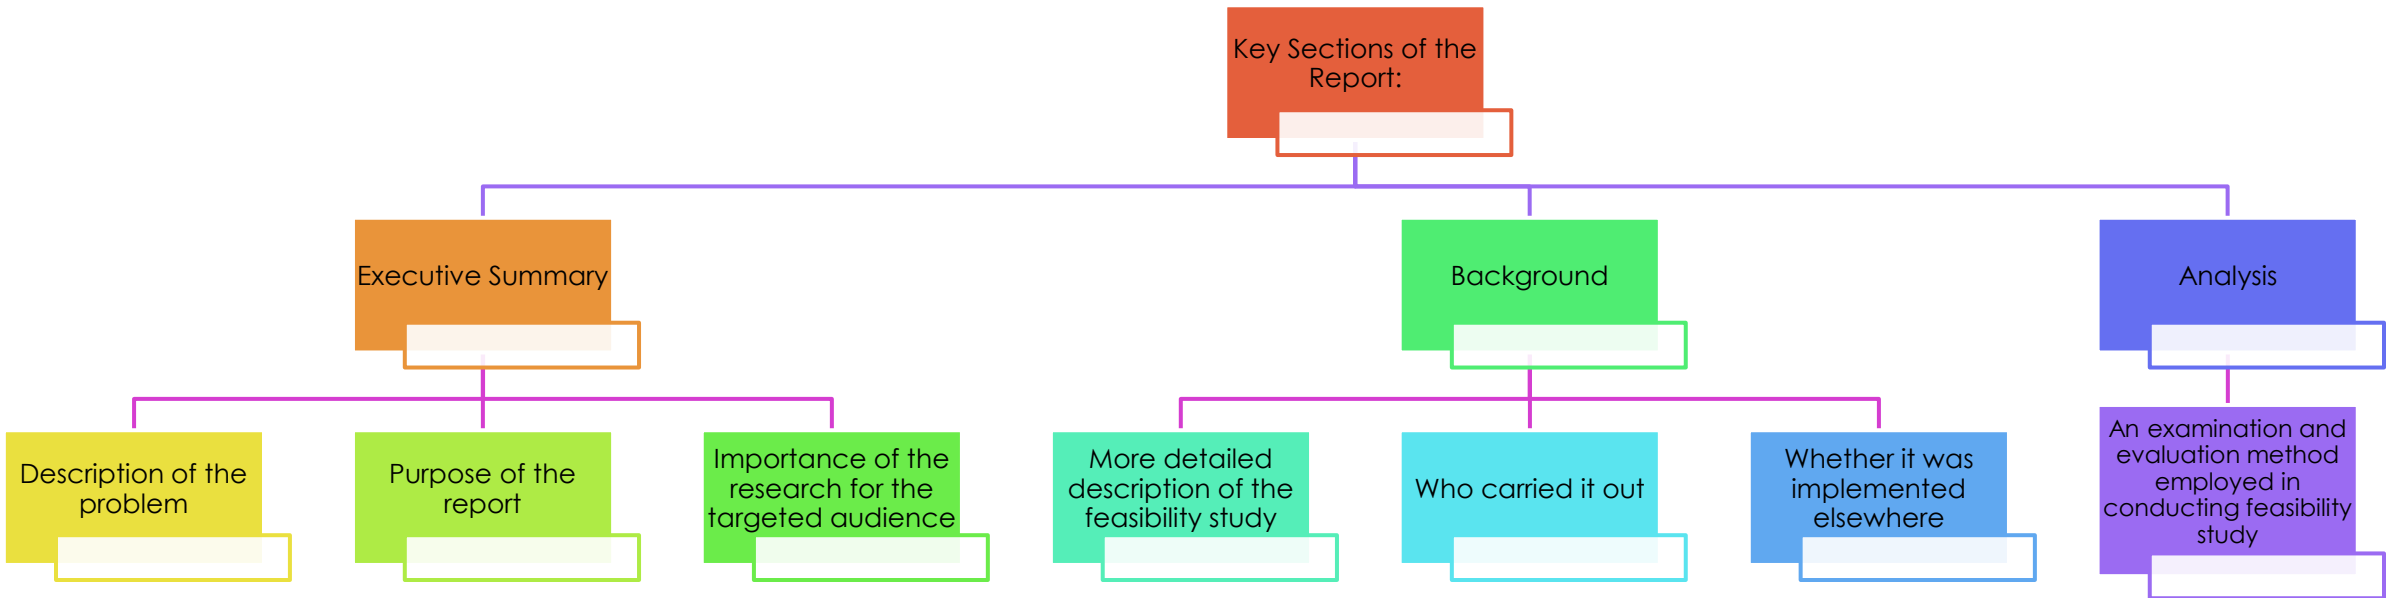 Key Sections of the
Report:
Executive Summary
Background
Analysis
Description of the
problem
Purpose of the
report
Importance of the
research for the
targeted audience
More detailed
description of the
feasibility study
Who carried it out
Whether it was
implemented
elsewhere
An examination and
evaluation method
employed in
conducting feasibility
study